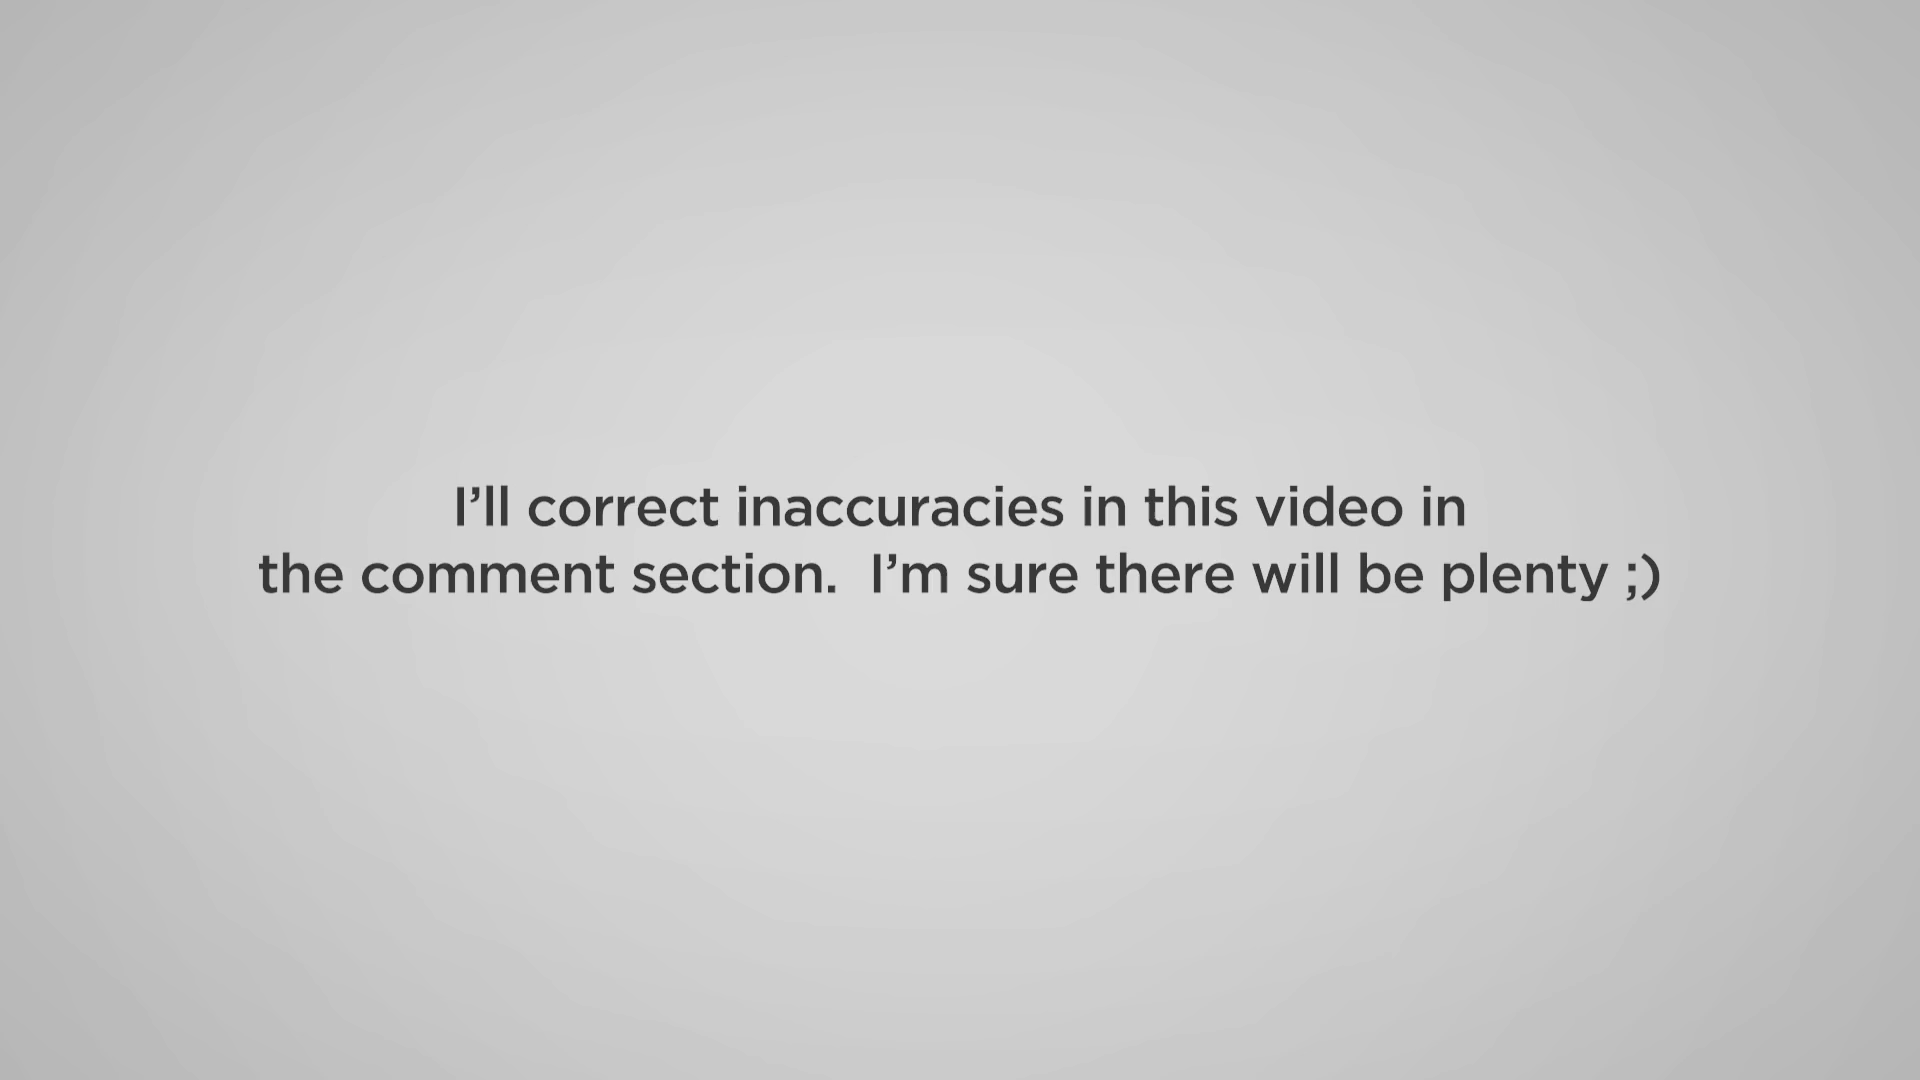 I’ll correct inaccuracies in this video in
the comment section.  I’m sure there will be plenty ;)